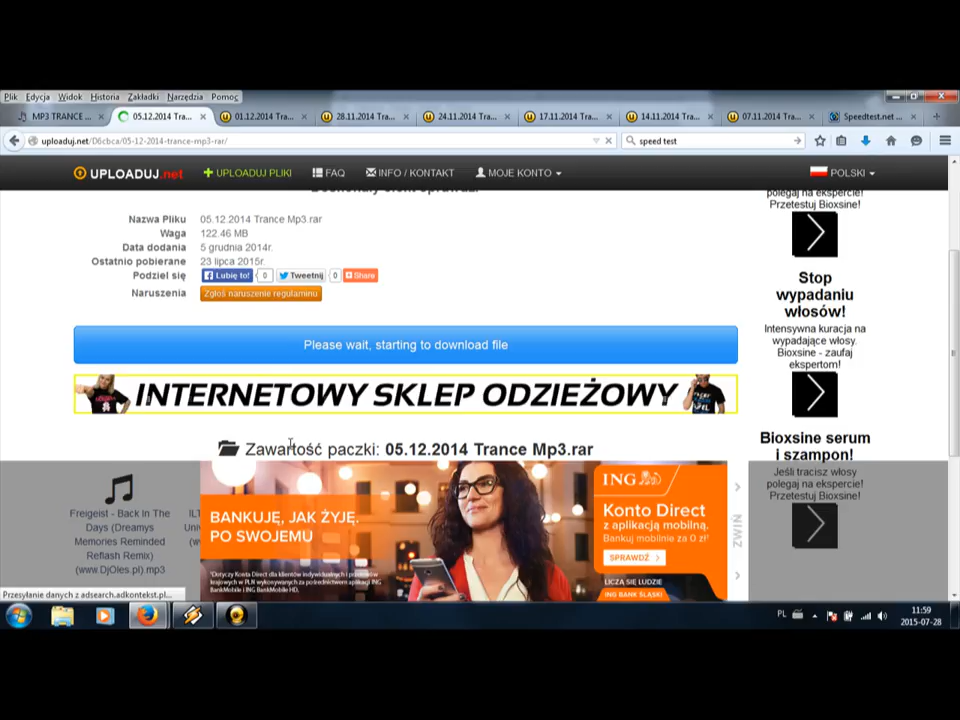 Plik Edycja Widok Historia Zakładki Narzędzia Pomoc
MP3 TRANCE ... 05.12.2014 Tra... 01.12.2014 Tra... 28.11.2014 Tra... 24.11.2014 Tra... 17.11.2014 Tra... 14.11.2014 Tra... 07.11.2014 Tra... Speedtest.net ...
uploaduj.net/D6cbca/05-12-2014-trance-mp3-rar/ speed test
UPLOADUJ.net UPLOADUJ PLIKI FAQ INFO / KONTAKT MOJE KONTO POLSKI
Nazwa Pliku 05.12.2014 Trance Mp3.rar
Waga 122.46 MB
Data dodania 5 grudnia 2014r.
Ostatnio pobierane 23 lipca 2015r.
Podziel się Lubię to! 0 Tweetnij 0 Share
Naruszenia Zgłoś naruszenie regulaminu
Please wait, starting to download file
INTERNETOWY SKLEP ODZIEŻOWY
Zawartość paczki: 05.12.2014 Trance Mp3.rar
Freigeist - Back In The
Days (Dreamys
Memories Reminded
Reflash Remix)
(www.DjOles.pl).mp3
BANKUJĘ, JAK ŻYJĘ.
PO SWOJEMU
ING
Konto Direct
z aplikacją mobilną.
Bankuj mobilnie za 0 zł!
SPRAWDŹ
LICZĄ SIĘ LUDZIE
ING BANK ŚLĄSKI
ZWIŃ
polegaj na ekspercie.
Przetestuj Bioxsine!
Stop
wypadaniu
włosów!
Intensywna kuracja na
wypadające włosy.
Bioxsine - zaufaj
ekspertom!
Bioxsine serum
i szampon!
Jeśli tracisz włosy
polegaj na ekspercie.
Przetestuj Bioxsine!
Przesyłanie danych z adsearch.adkontekst.pl...
PL 11:59
2015-07-28